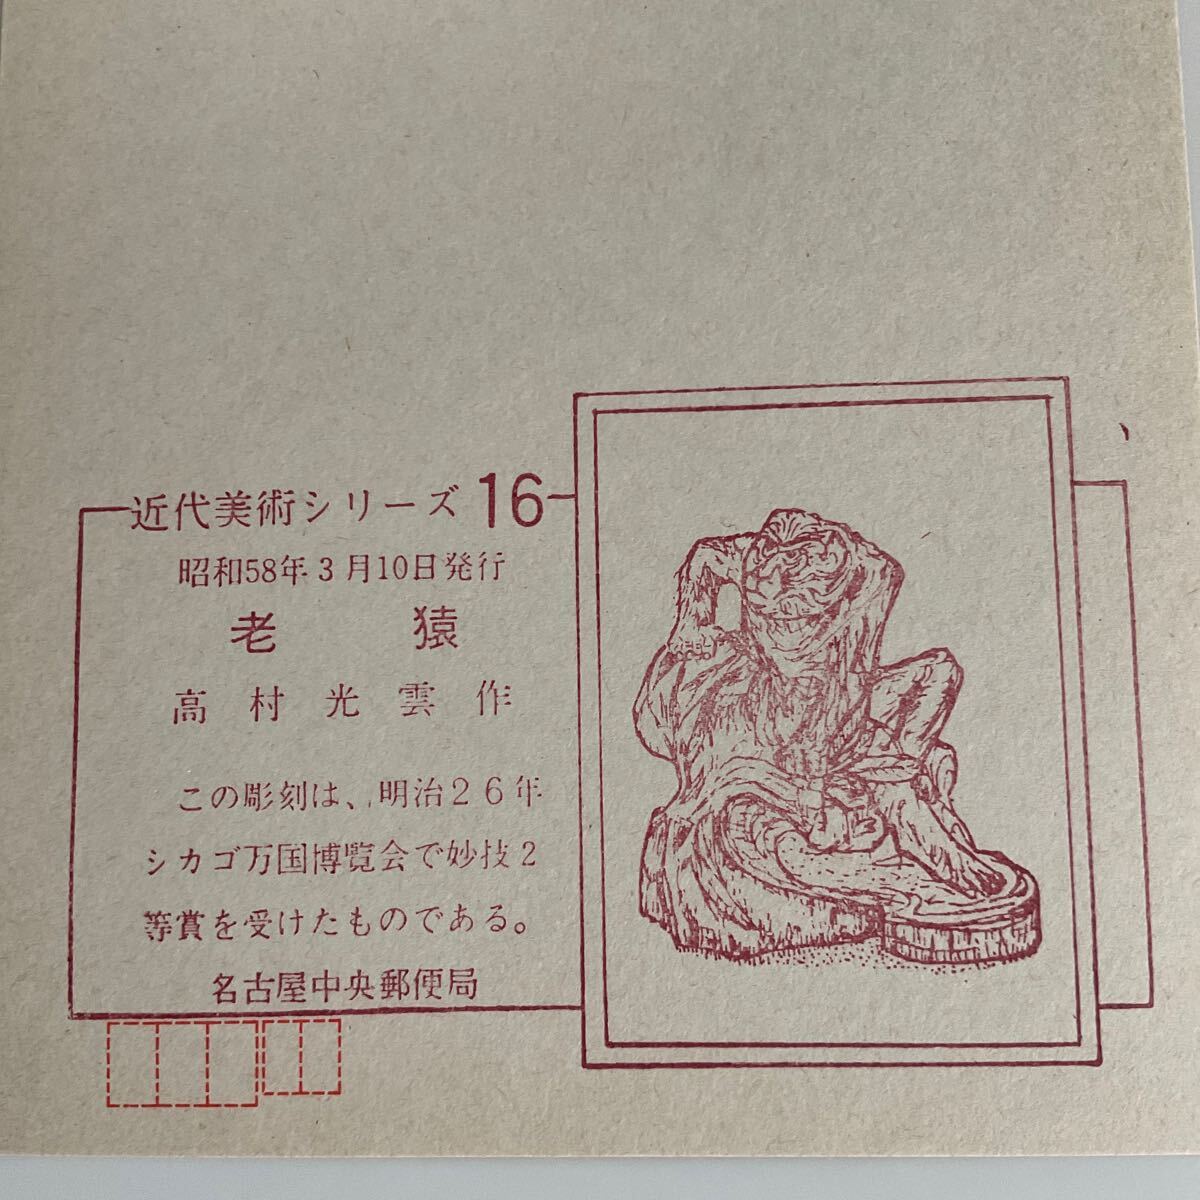 近代美術シリーズ 16
昭和58年3月10日発行
老 猿
高村光雲作
この彫刻は、明治26年
シカゴ万国博覧会で妙技2
等賞を受けたものである。
名古屋中央郵便局